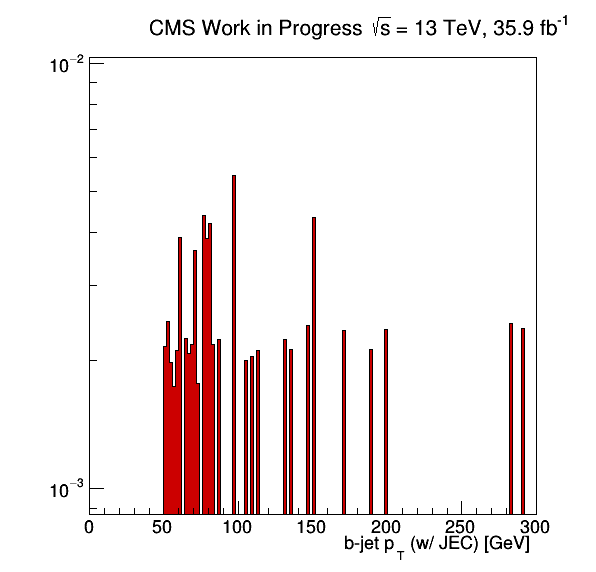 CMS Work in Progress √s = 13 TeV, 35.9 fb⁻¹
10⁻²
10⁻³
0 50 100 150 200 250 300
b-jet p_T (w/ JEC) [GeV]